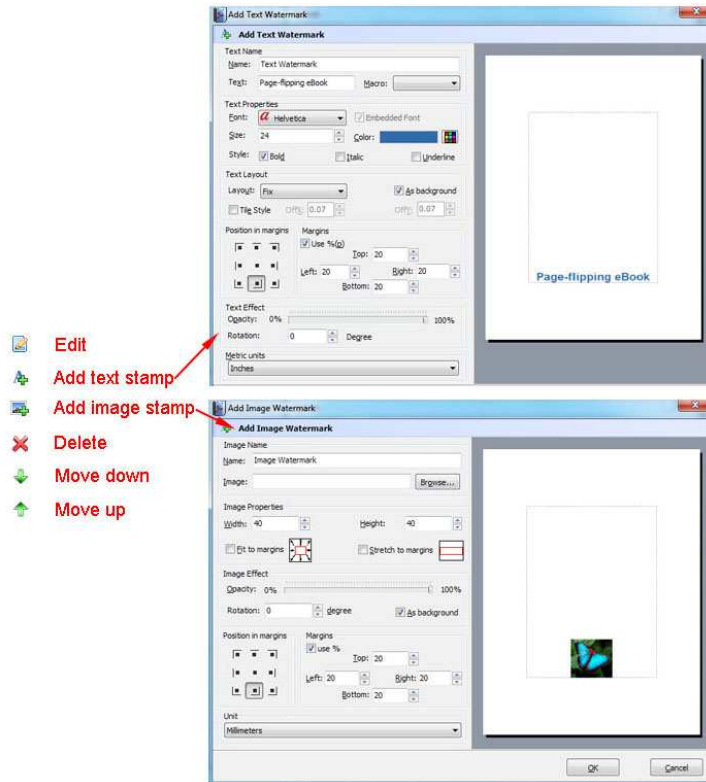 Add Text Watermark
Add Text Watermark
Text Name
Name: Text Watermark
Text: Page-flipping eBook Macro:
Text Properties
Font: a Helvetica Embedded Font
Size: 24 Color:
Style: Bold Italic Underline
Text Layout
Layout: Fix As background
Tile Style 0.07 0.07
Position in margins Margins
Use %(p)
Top: 20
Left: 20 Right: 20
Bottom: 20
Page-flipping eBook
Text Effect
Opacity: 0% 100%
Rotation: 0 Degree
Metric units
Inches
Edit
Add text stamp
Add image stamp
Delete
Move down
Move up
Add Image Watermark
Add Image Watermark
Image Name
Name: Image Watermark
Image: Browse...
Image Properties
Width: 40 Height: 40
Fit to margins Stretch to margins
Image Effect
Opacity: 0% 100%
Rotation: 0 degree As background
Position in margins Margins
use %
Top: 20
Left: 20 Right: 20
Bottom: 20
Unit
Millimeters
OK Cancel